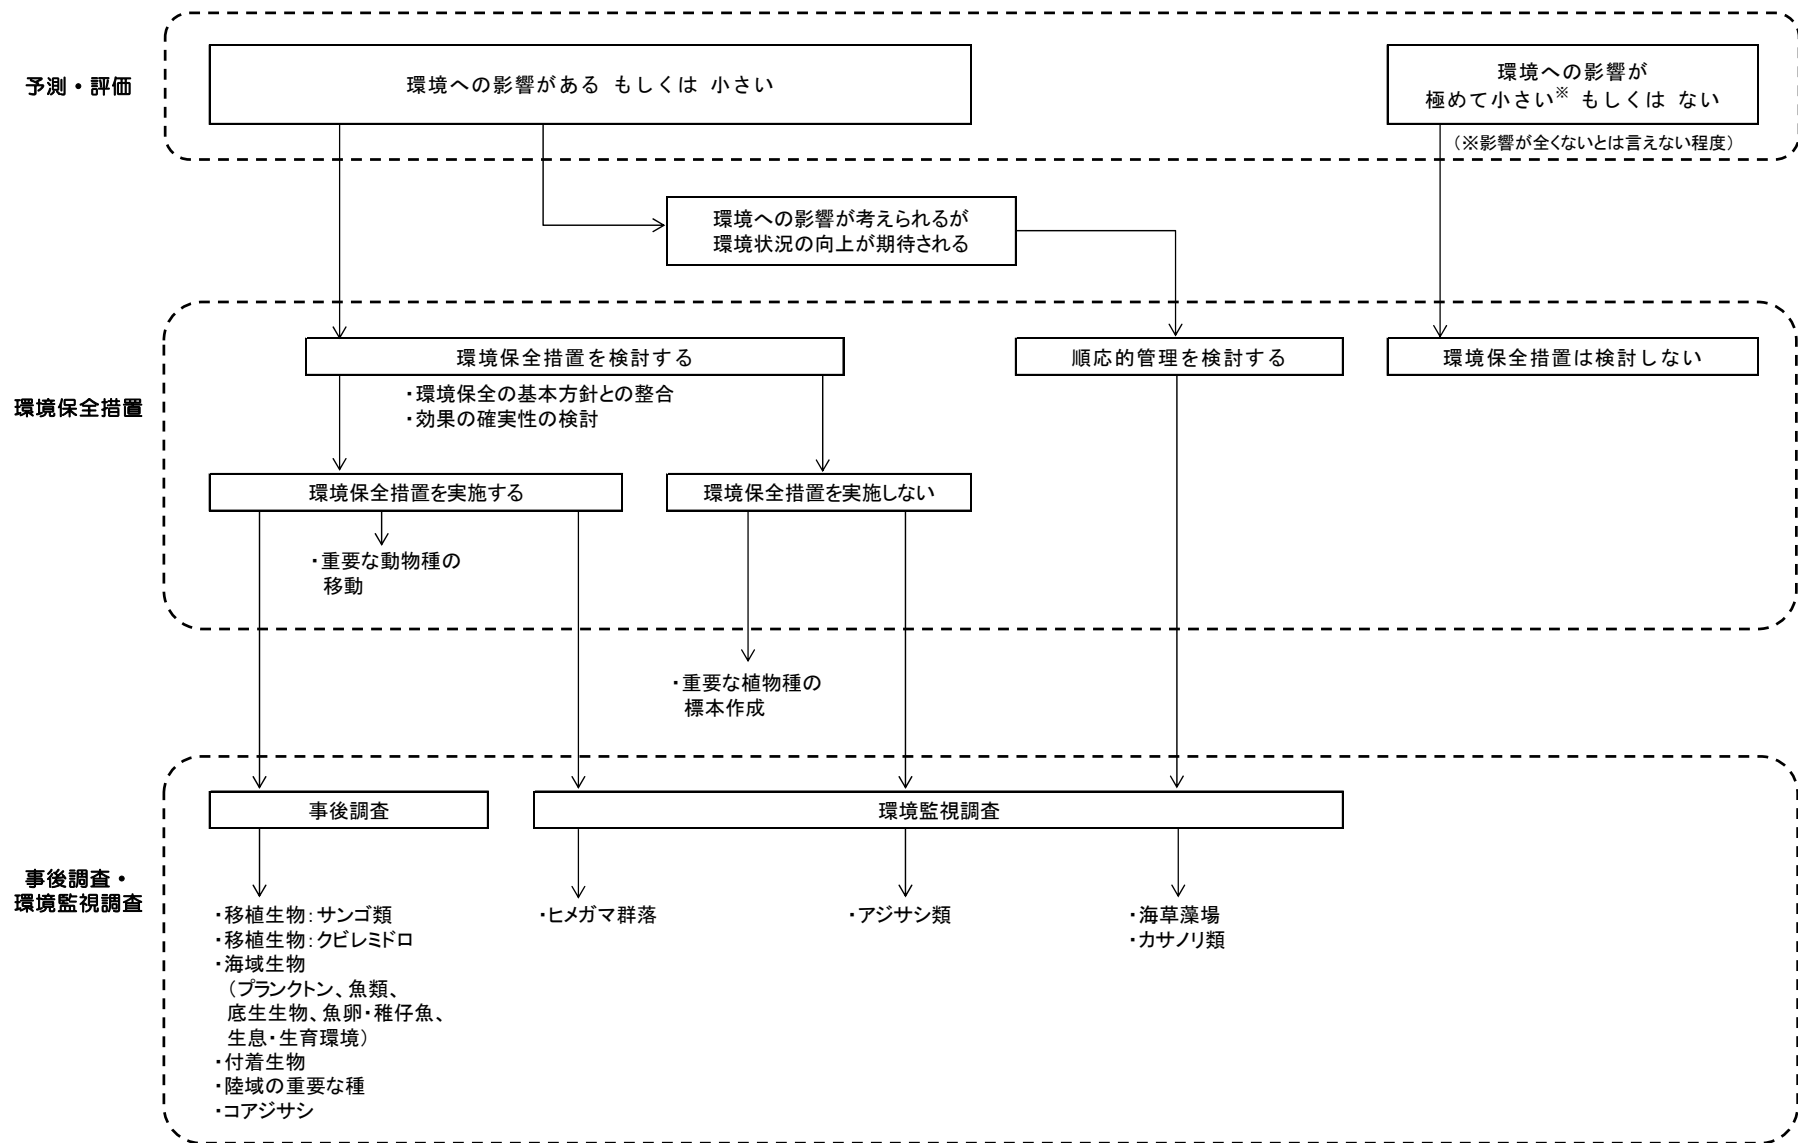 予測・評価
環境への影響がある もしくは 小さい
環境への影響が
極めて小さい※ もしくは ない
（※影響が全くないとは言えない程度）
環境への影響が考えられるが
環境状況の向上が期待される
環境保全措置
環境保全措置を検討する
順応的管理を検討する
環境保全措置は検討しない
・環境保全の基本方針との整合
・効果の確実性の検討
環境保全措置を実施する
環境保全措置を実施しない
・重要な動物種の
移動
・重要な植物種の
標本作成
事後調査・
環境監視調査
事後調査
環境監視調査
・移植生物：サンゴ類
・移植生物：クビレミドロ
・海域生物
（プランクトン、魚類、
底生生物、魚卵・稚仔魚、
生息・生育環境）
・付着生物
・陸域の重要な種
・コアジサシ
・ヒメガマ群落
・アジサシ類
・海草藻場
・カサノリ類